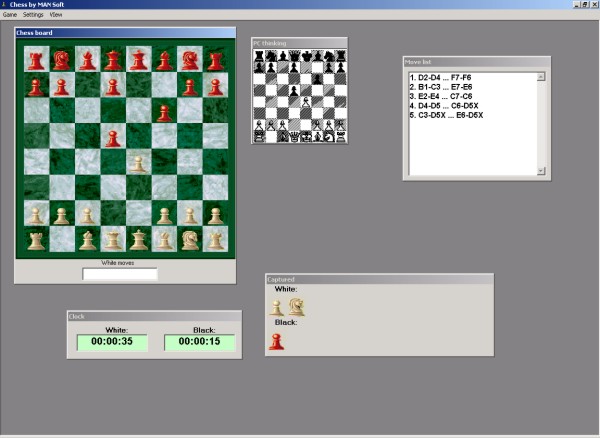 Chess by MAN Soft
Game Settings View
Chess board
PC thinking
Move list
1. D2-D4 ... F7-F6
2. B1-C3 ... E7-E6
3. E2-E4 ... C7-C6
4. D4-D5 ... C6-D5X
5. C3-D5X ... E6-D5X
White moves
Captured
White:
Black:
Clock
White: Black:
00:00:35 00:00:15